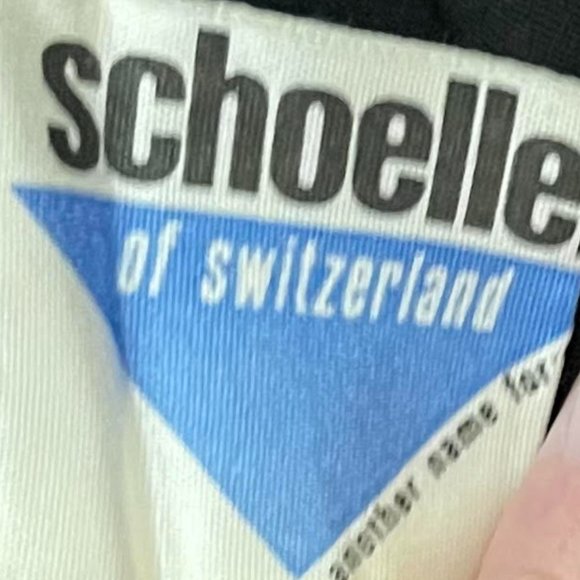 schoelle
of switzerland
another name for